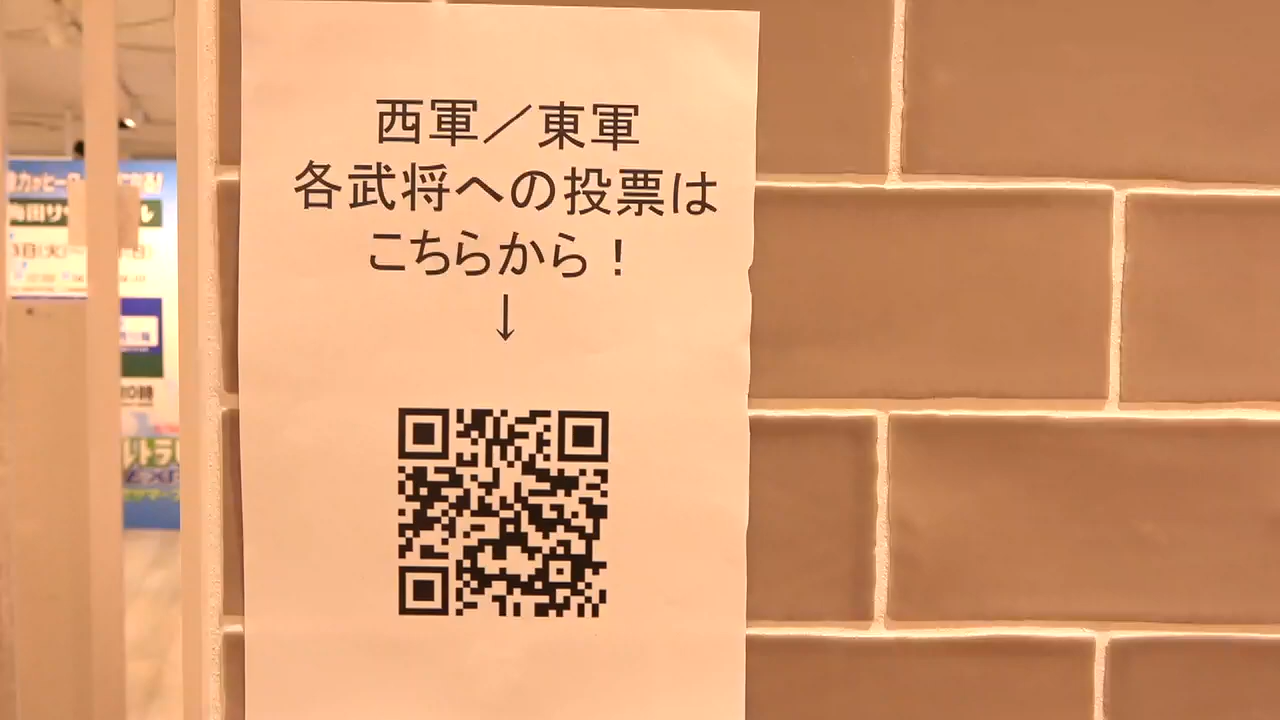 西軍／東軍
各武将への投票は
こちらから！
↓